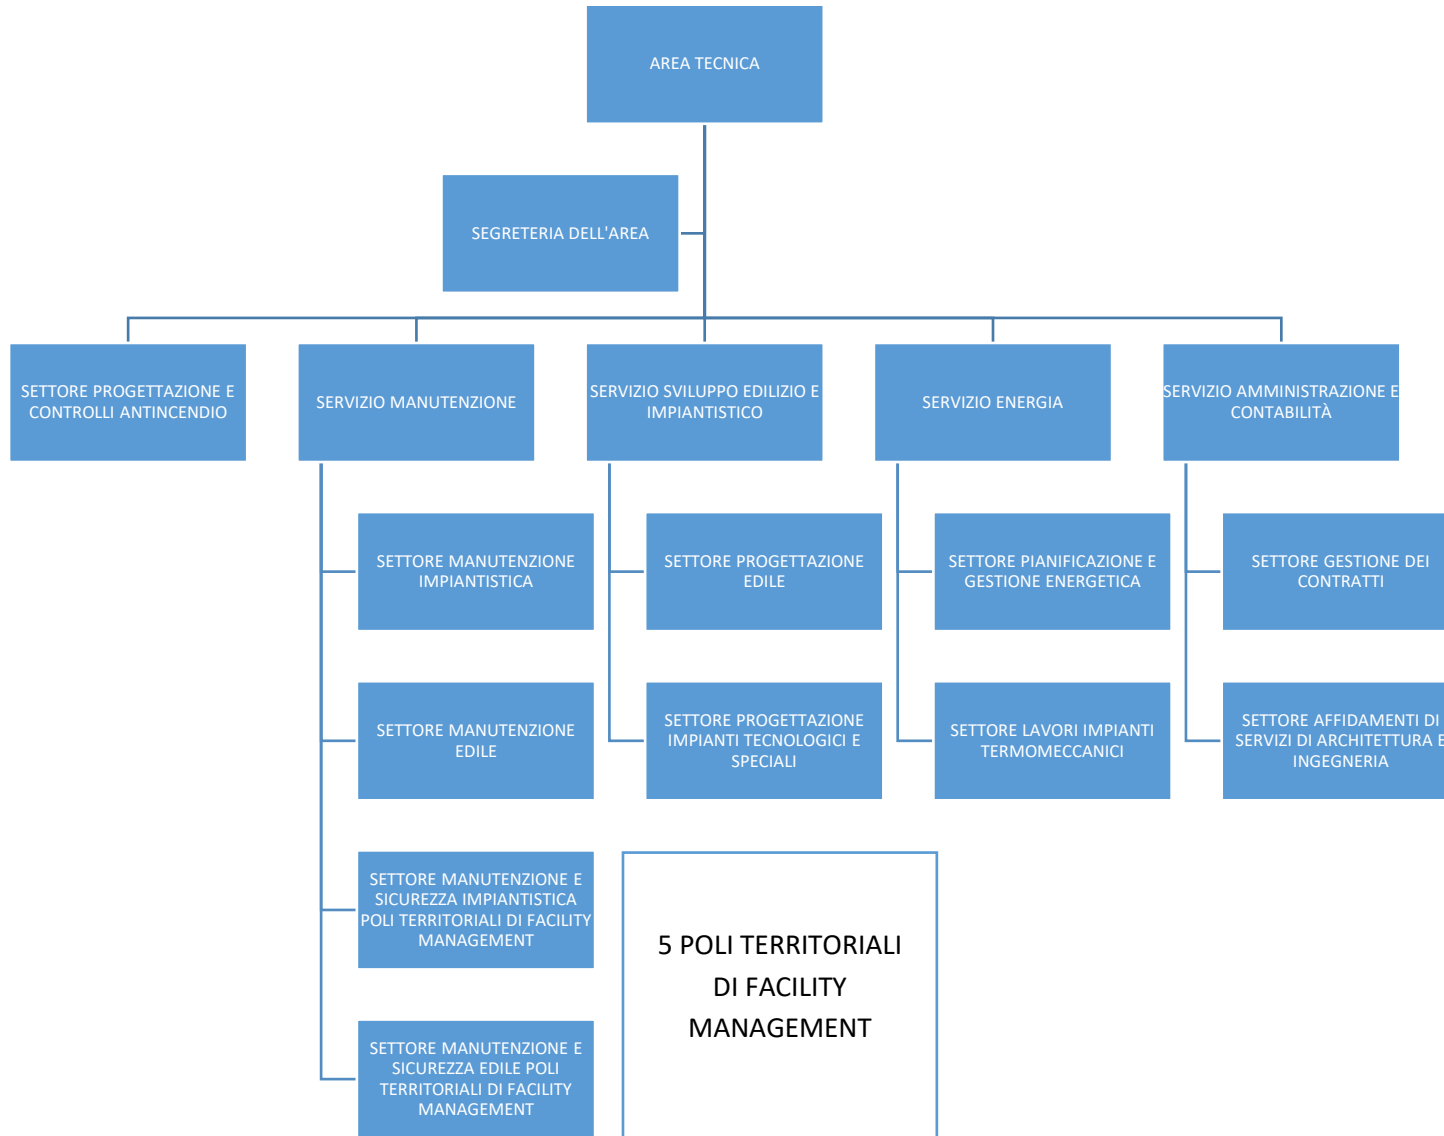 AREA TECNICA
SEGRETERIA DELL'AREA
SETTORE PROGETTAZIONE E
CONTROLLI ANTINCENDIO
SERVIZIO MANUTENZIONE
SERVIZIO SVILUPPO EDILIZIO E
IMPIANTISTICO
SERVIZIO ENERGIA
SERVIZIO AMMINISTRAZIONE E
CONTABILITÀ
SETTORE MANUTENZIONE
IMPIANTISTICA
SETTORE PROGETTAZIONE
EDILE
SETTORE PIANIFICAZIONE E
GESTIONE ENERGETICA
SETTORE GESTIONE DEI
CONTRATTI
SETTORE MANUTENZIONE
EDILE
SETTORE PROGETTAZIONE
IMPIANTI TECNOLOGICI E
SPECIALI
SETTORE LAVORI IMPIANTI
TERMOMECCANICI
SETTORE AFFIDAMENTI DI
SERVIZI DI ARCHITETTURA E
INGEGNERIA
SETTORE MANUTENZIONE E
SICUREZZA IMPIANTISTICA
POLI TERRITORIALI DI FACILITY
MANAGEMENT
5 POLI TERRITORIALI
DI FACILITY
MANAGEMENT
SETTORE MANUTENZIONE E
SICUREZZA EDILE POLI
TERRITORIALI DI FACILITY
MANAGEMENT